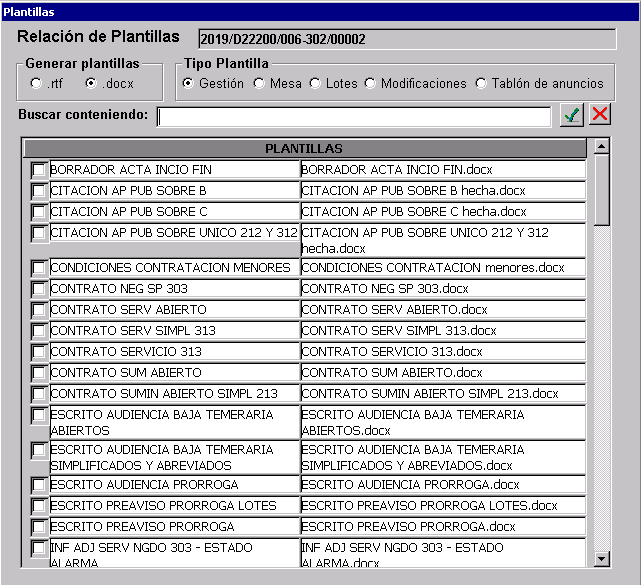 Plantillas
Relación de Plantillas 2019/D22200/006-302/00002
Generar plantillas Tipo Plantilla
.rtf .docx Gestión Mesa Lotes Modificaciones Tablón de anuncios
Buscar conteniendo:
PLANTILLAS
BORRADOR ACTA INCIO FIN BORRADOR ACTA INCIO FIN.docx
CITACION AP PUB SOBRE B CITACION AP PUB SOBRE B hecha.docx
CITACION AP PUB SOBRE C CITACION AP PUB SOBRE C hecha.docx
CITACION AP PUB SOBRE UNICO 212 Y 312 CITACION AP PUB SOBRE UNICO 212 Y 312
hecha.docx
CONDICIONES CONTRATACION MENORES CONDICIONES CONTRATACION menores.docx
CONTRATO NEG SP 303 CONTRATO NEG SP 303.docx
CONTRATO SERV ABIERTO CONTRATO SERV ABIERTO.docx
CONTRATO SERV SIMPL 313 CONTRATO SERV SIMPL 313.docx
CONTRATO SERVICIO 313 CONTRATO SERVICIO 313.docx
CONTRATO SUM ABIERTO CONTRATO SUM ABIERTO.docx
CONTRATO SUMIN ABIERTO SIMPL 213 CONTRATO SUMIN ABIERTO SIMPL 213.docx
ESCRITO AUDIENCIA BAJA TEMERARIA ESCRITO AUDIENCIA BAJA TEMERARIA
ABIERTOS ABIERTOS.docx
ESCRITO AUDIENCIA BAJA TEMERARIA ESCRITO AUDIENCIA BAJA TEMERARIA
SIMPLIFICADOS Y ABREVIADOS SIMPLIFICADOS Y ABREVIADOS.docx
ESCRITO AUDIENCIA PRORROGA ESCRITO AUDIENCIA PRORROGA.docx
ESCRITO PREAVISO PRORROGA LOTES ESCRITO PREAVISO PRORROGA LOTES.docx
ESCRITO PREAVISO PRORROGA ESCRITO PREAVISO PRORROGA.docx
INF ADJ SERV NGDO 303 - ESTADO INF ADJ SERV NGDO 303 - ESTADO
ALARMA ALARMA.docx